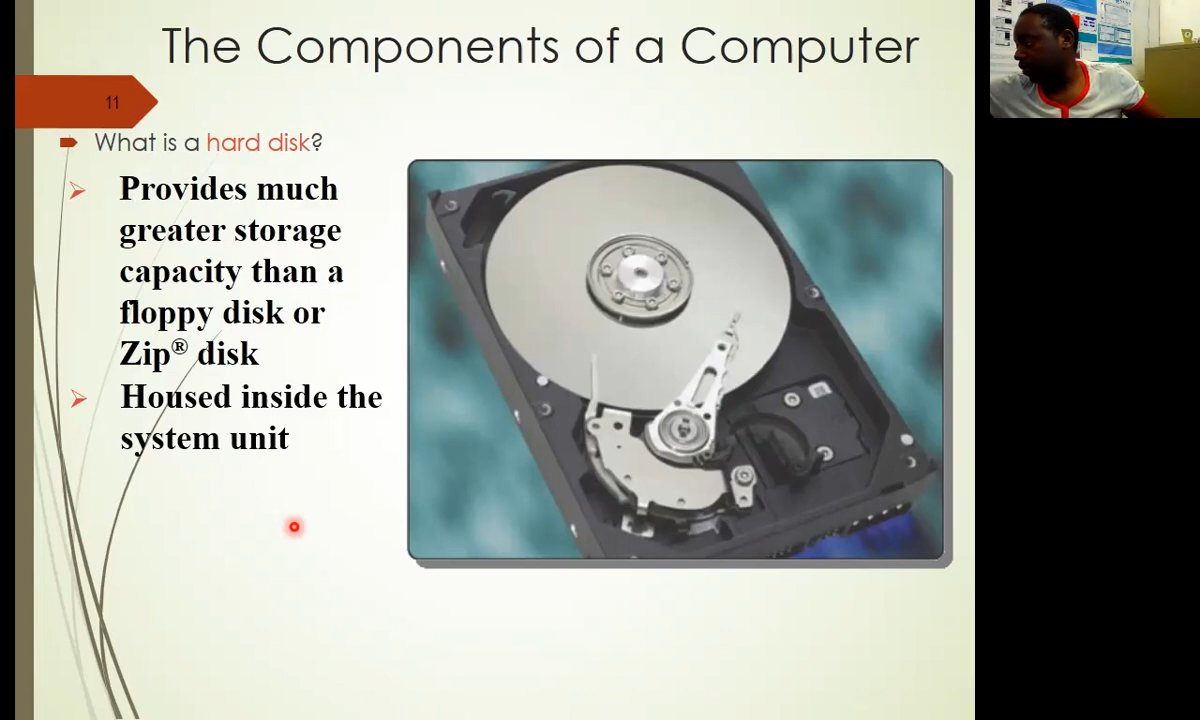 The Components of a Computer
11
What is a hard disk?
Provides much
greater storage
capacity than a
floppy disk or
Zip® disk
Housed inside the
system unit